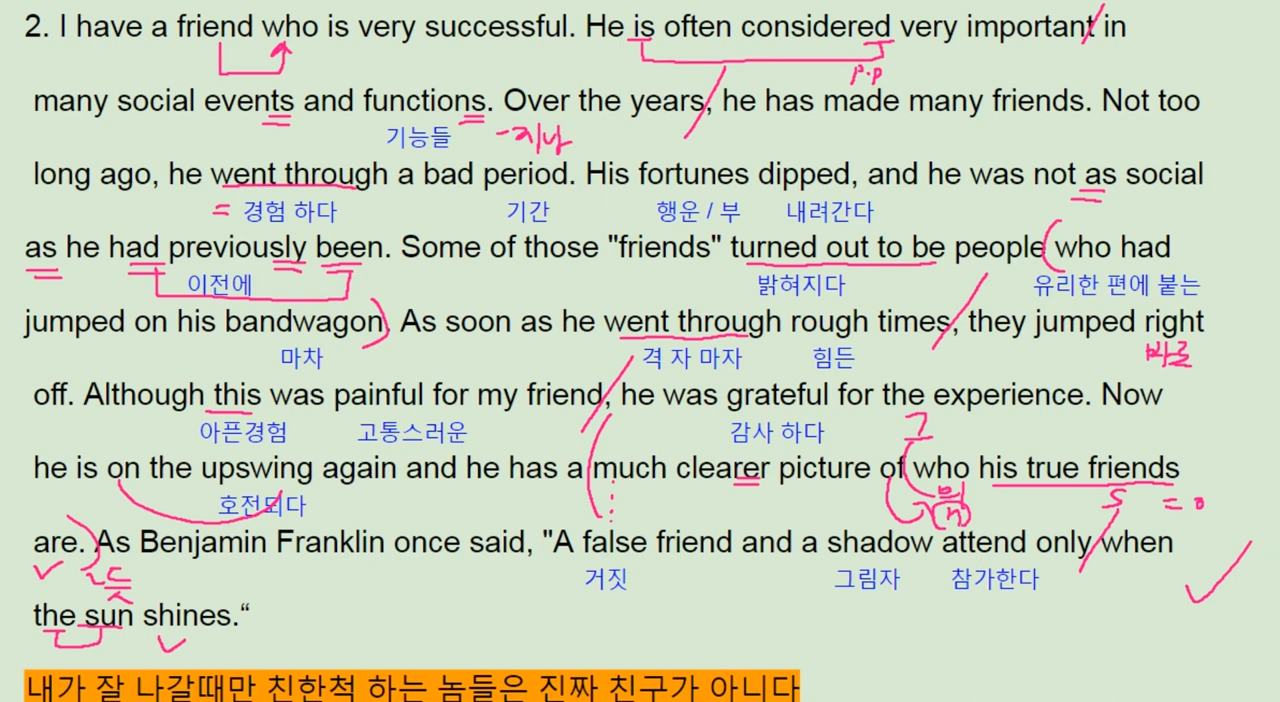 2. I have a friend who is very successful. He is often considered very important in
p.p
many social events and functions. Over the years, he has made many friends. Not too
기능들 ~지나
long ago, he went through a bad period. His fortunes dipped, and he was not as social
= 경험 하다 기간 행운 / 부 내려간다
as he had previously been. Some of those "friends" turned out to be people who had
이전에 밝혀지다 유리한 편에 붙는
jumped on his bandwagon. As soon as he went through rough times, they jumped right
마차 격 자 마자 힘든 바로
off. Although this was painful for my friend, he was grateful for the experience. Now
아픈경험 고통스러운 감사 하다
he is on the upswing again and he has a much clearer picture of who his true friends
호전되다 S = o
are. As Benjamin Franklin once said, "A false friend and a shadow attend only when
거짓 그림자 참가한다
the sun shines.“
내가 잘 나갈때만 친한척 하는 놈들은 진짜 친구가 아니다